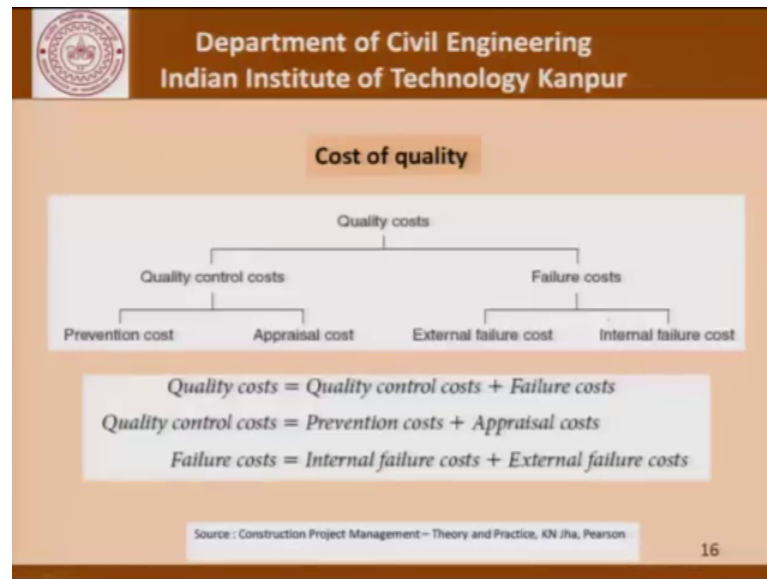 Department of Civil Engineering
Indian Institute of Technology Kanpur
Cost of quality
Quality costs
Quality control costs Failure costs
Prevention cost Appraisal cost External failure cost Internal failure cost
Quality costs = Quality control costs + Failure costs
Quality control costs = Prevention costs + Appraisal costs
Failure costs = Internal failure costs + External failure costs
Source : Construction Project Management – Theory and Practice, KN Jha, Pearson
16